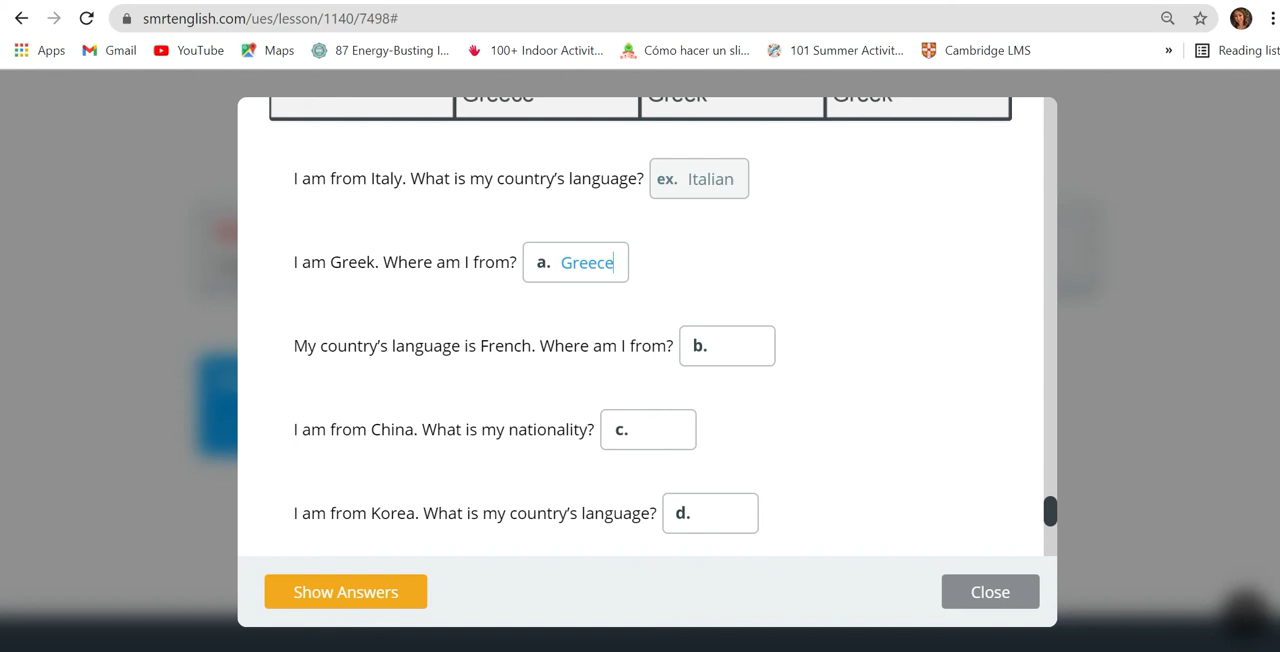 smrtenglish.com/ues/lesson/1140/7498#
Apps Gmail YouTube Maps 87 Energy-Busting I... 100+ Indoor Activit... Cómo hacer un sli... 101 Summer Activit... Cambridge LMS » Reading list
Greece Greek Greek
I am from Italy. What is my country's language? ex. Italian
I am Greek. Where am I from? a. Greece
My country's language is French. Where am I from? b.
I am from China. What is my nationality? c.
I am from Korea. What is my country's language? d.
Show Answers Close